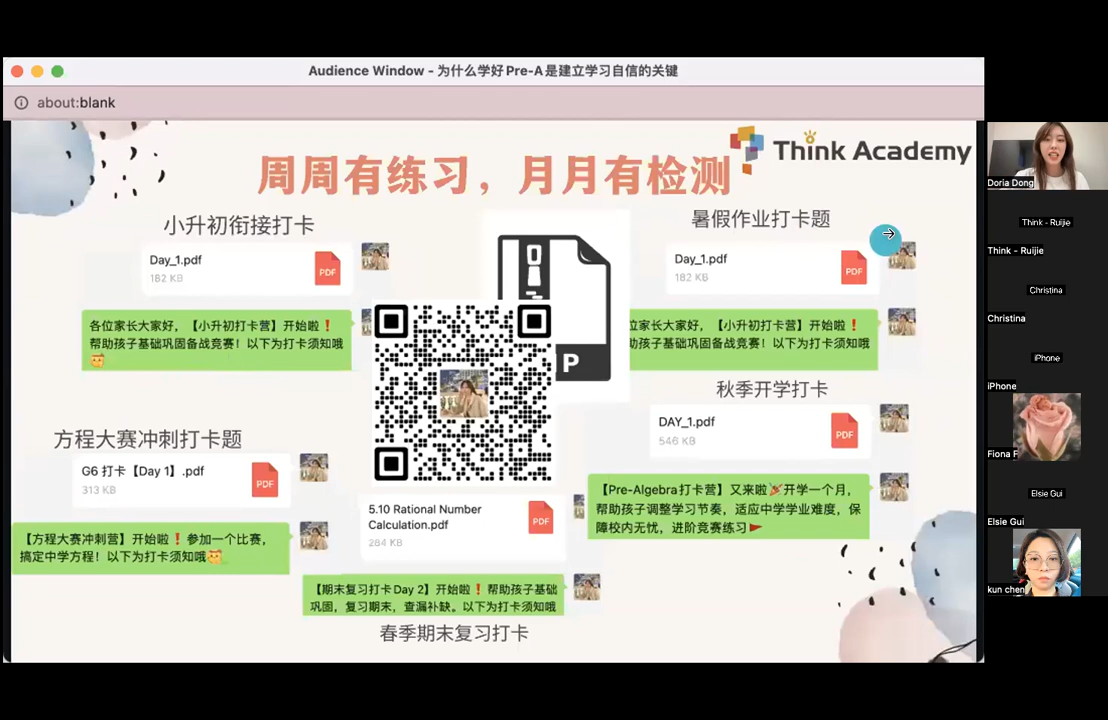 Audience Window - 为什么学好Pre-A是建立学习自信的关键
about:blank
Think Academy
周周有练习，月月有检测
小升初衔接打卡
Day_1.pdf
182 KB
PDF
各位家长大家好，【小升初打卡营】开始啦❗
帮助孩子基础巩固备战竞赛！以下为打卡须知哦
方程大赛冲刺打卡题
G6 打卡【Day 1】.pdf
313 KB
PDF
【方程大赛冲刺营】开始啦❗参加一个比赛，
搞定中学方程！以下为打卡须知哦
P
5.10 Rational Number
Calculation.pdf
284 KB
PDF
【期末复习打卡 Day 2】开始啦❗帮助孩子基础
巩固，复习期末，查漏补缺。以下为打卡须知哦
春季期末复习打卡
暑假作业打卡题
Day_1.pdf
182 KB
PDF
位家长大家好，【小升初打卡营】开始啦❗
助孩子基础巩固备战竞赛！以下为打卡须知哦
秋季开学打卡
DAY_1.pdf
546 KB
PDF
【Pre-Algebra打卡营】又来啦🎉开学一个月，
帮助孩子调整学习节奏，适应中学学业难度，保
障校内无忧，进阶竞赛练习🚩
Doria Dong
Think - Ruijie
Think - Ruijie
Christina
Christina
iPhone
iPhone
Fiona F
Elsie Gui
Elsie Gui
kun chen